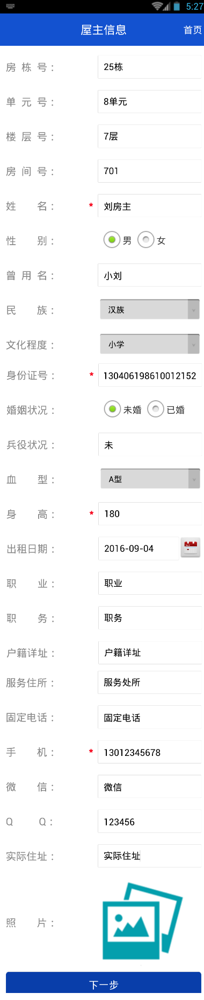 5:27
屋主信息 首页
房 栋 号： 25栋
单 元 号： 8单元
楼 层 号： 7层
房 间 号： 701
姓 名： * 刘房主
性 别： 男 女
曾 用 名： 小刘
民 族： 汉族
文化程度： 小学
身份证号： * 130406198610012152
婚姻状况： 未婚 已婚
兵役状况： 未
血 型： A型
身 高： * 180
出租日期： 2016-09-04
职 业： 职业
职 务： 职务
户籍详址： 户籍详址
服务住所： 服务处所
固定电话： 固定电话
手 机： * 13012345678
微 信： 微信
Q Q： 123456
实际住址： 实际住址
照 片：
下一步